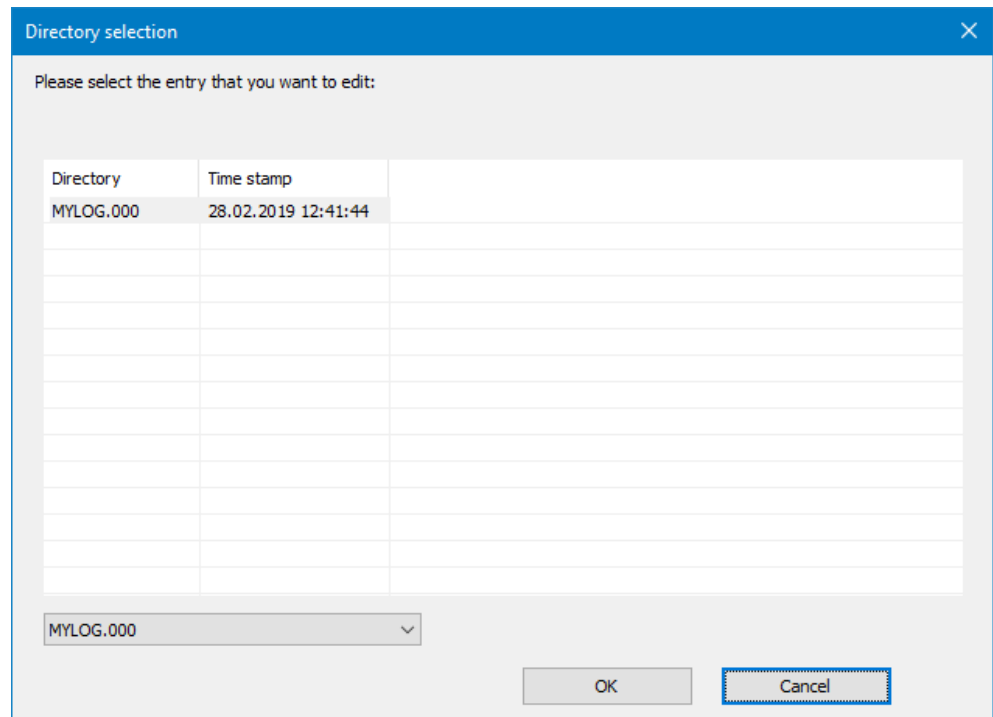 Directory selection
Please select the entry that you want to edit:
Directory Time stamp
MYLOG.000 28.02.2019 12:41:44
MYLOG.000
OK Cancel